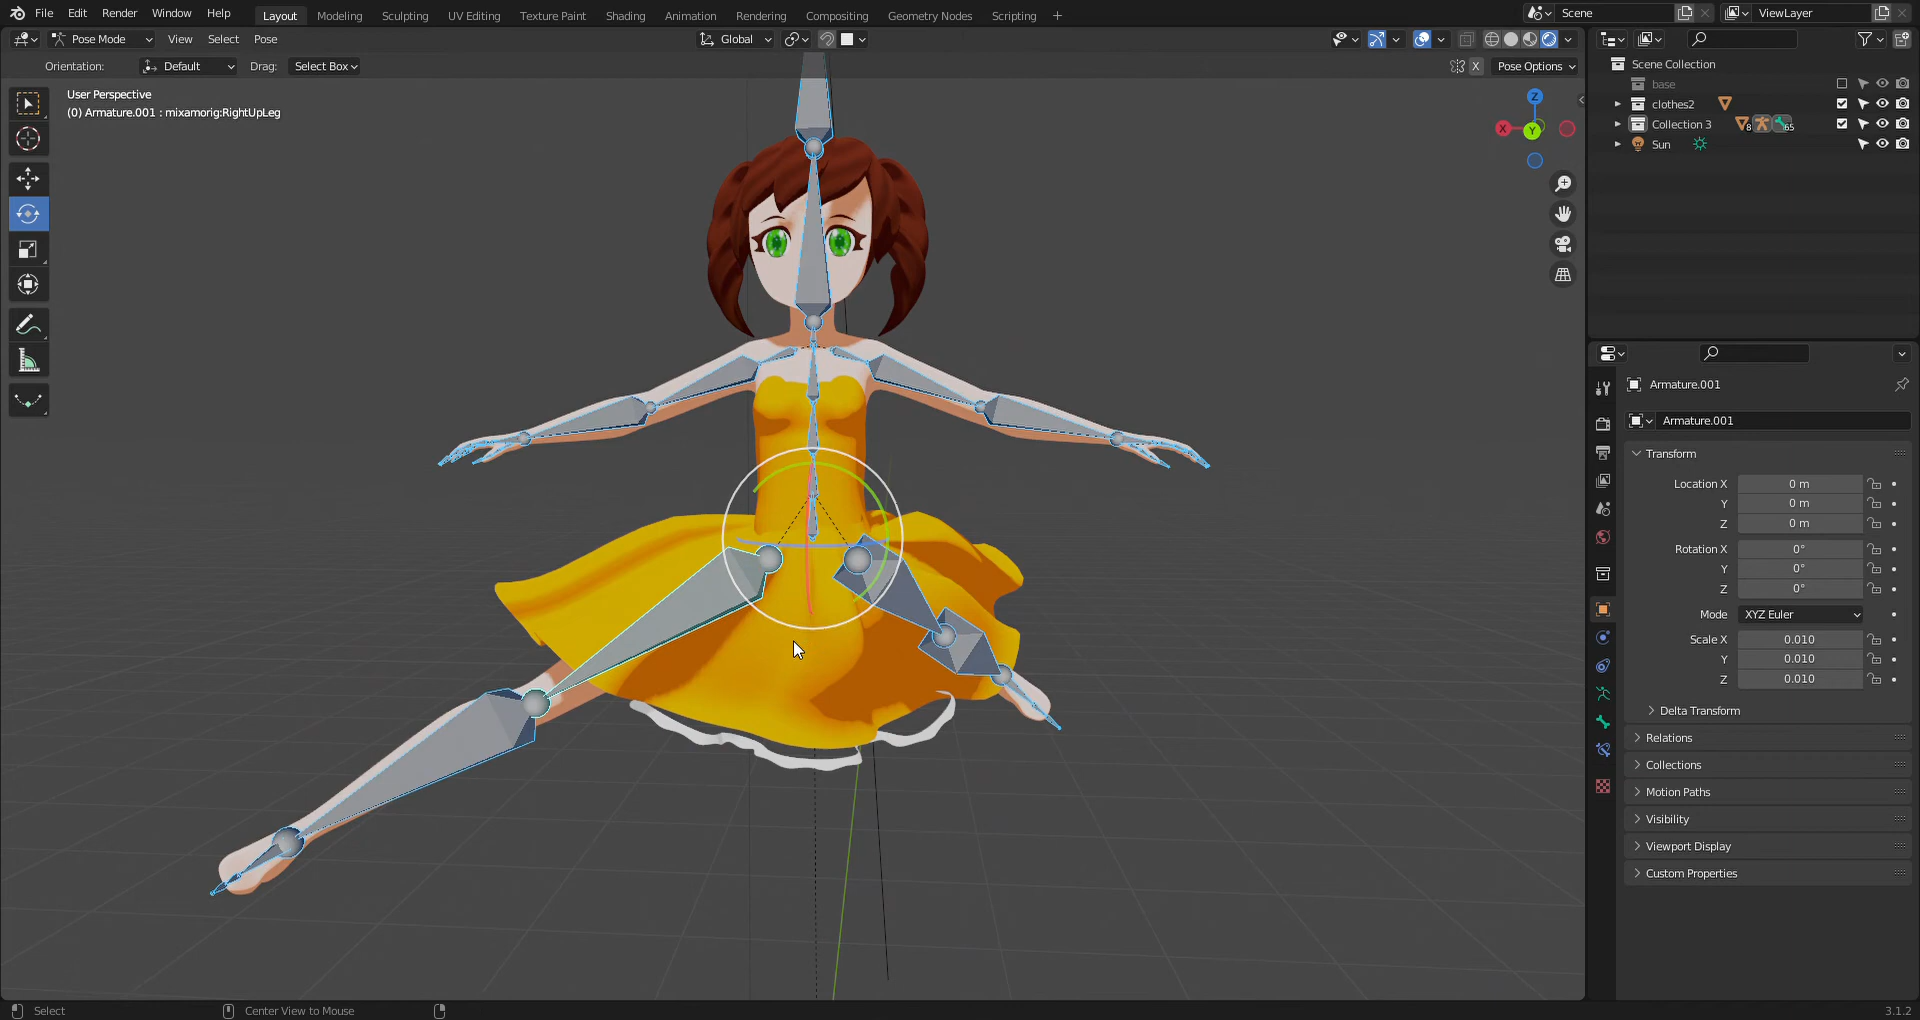 File Edit Render Window Help Layout Modeling Sculpting UV Editing Texture Paint Shading Animation Rendering Compositing Geometry Nodes Scripting + Scene ViewLayer
Pose Mode View Select Pose Global
Orientation: Default Drag: Select Box X Pose Options
User Perspective
(0) Armature.001 : mixamorig:RightUpLeg
Z
X
Y
Scene Collection
base
clothes2
Collection 3 8 65
Sun
Armature.001
Armature.001
Transform
Location X 0 m
Y 0 m
Z 0 m
Rotation X 0°
Y 0°
Z 0°
Mode XYZ Euler
Scale X 0.010
Y 0.010
Z 0.010
Delta Transform
Relations
Collections
Motion Paths
Visibility
Viewport Display
Custom Properties
Select Center View to Mouse 3.1.2